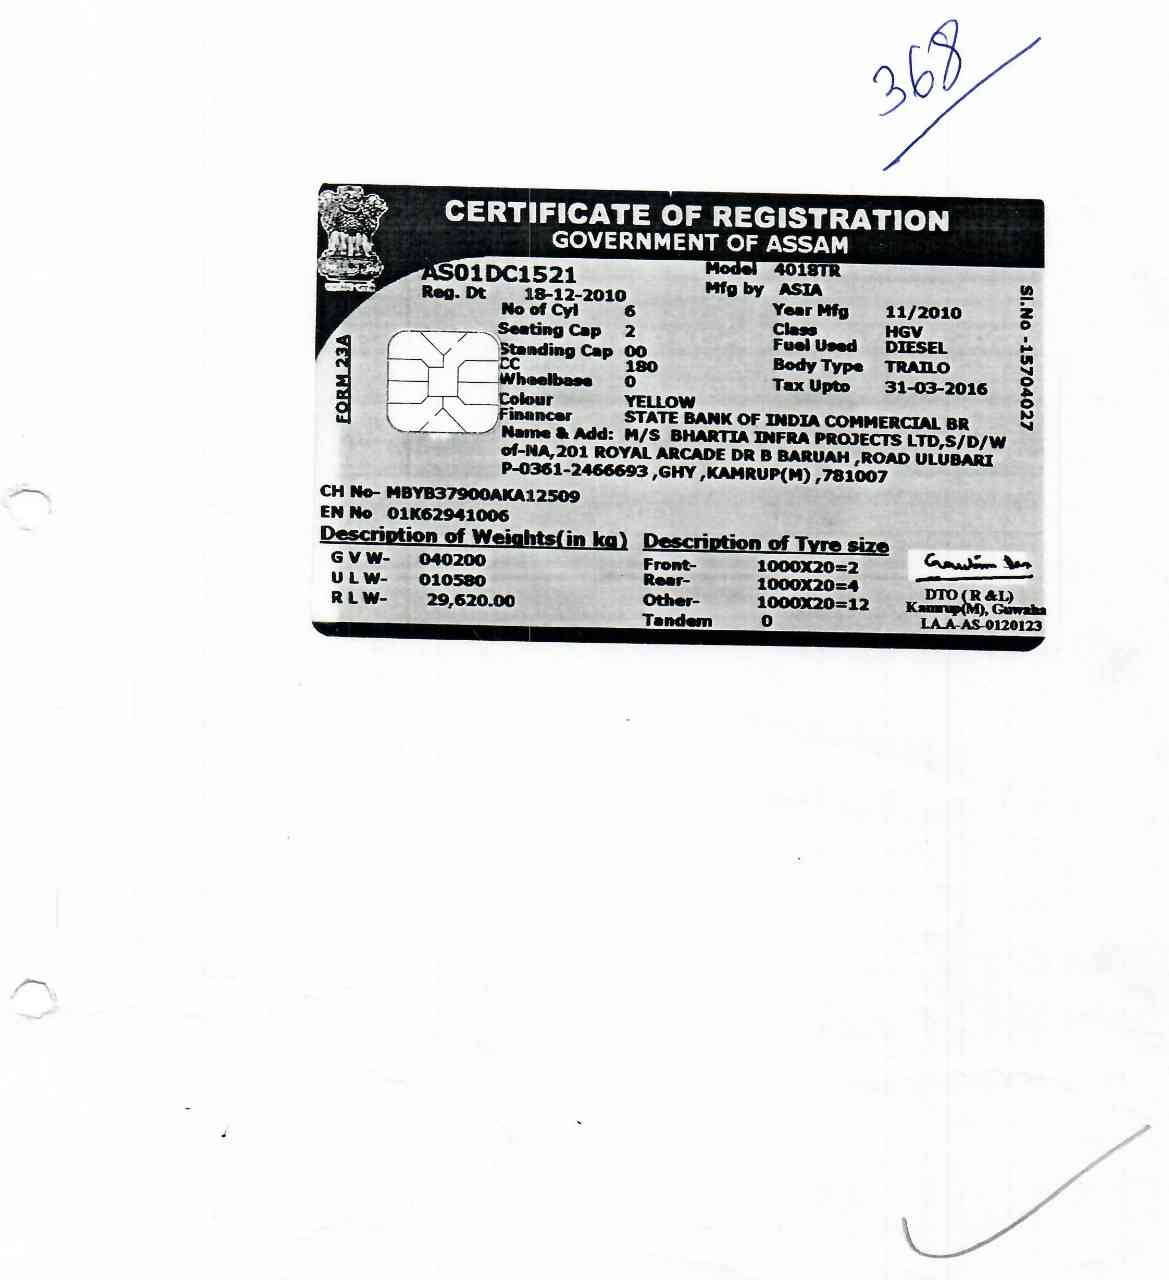 368
CERTIFICATE OF REGISTRATION
GOVERNMENT OF ASSAM
AS01DC1521
Model 4018TR
Reg. Dt 18-12-2010
Mfg by ASIA
No of Cyl 6
Year Mfg 11/2010
Seating Cap 2
Class HGV
Standing Cap 00
Fuel Used DIESEL
CC 180
Body Type TRAILO
Wheelbase 0
Tax Upto 31-03-2016
Colour YELLOW
Financer STATE BANK OF INDIA COMMERCIAL BR
Name & Add: M/S BHARTIA INFRA PROJECTS LTD,S/D/W
of-NA,201 ROYAL ARCADE DR B BARUAH ,ROAD ULUBARI
P-0361-2466693 ,GHY ,KAMRUP(M) ,781007
FORM 23A
Sl.No -15704027
CH No- MBYB37900AKA12509
EN No 01K62941006
Description of Weights(in kg)
G V W- 040200
U L W- 010580
R L W- 29,620.00
Description of Tyre size
Front- 1000X20=2
Rear- 1000X20=4
Other- 1000X20=12
Tandem 0
DTO (R &L)
Kamrup(M), Guwaha
I.A.A-AS-0120123